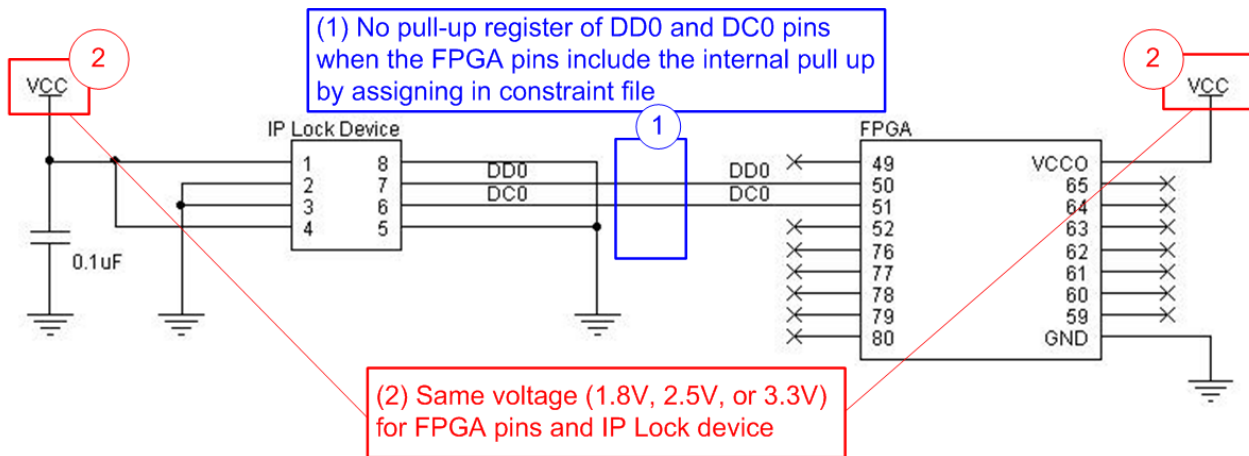 (1) No pull-up register of DD0 and DC0 pins
when the FPGA pins include the internal pull up
by assigning in constraint file
2
VCC
2
VCC
1
IP Lock Device
1 8
2 7
3 6
4 5
DD0
DC0
DD0
DC0
FPGA
49 VCCO
50 65
51 64
52 63
76 62
77 61
78 60
79 59
80 GND
0.1uF
(2) Same voltage (1.8V, 2.5V, or 3.3V)
for FPGA pins and IP Lock device